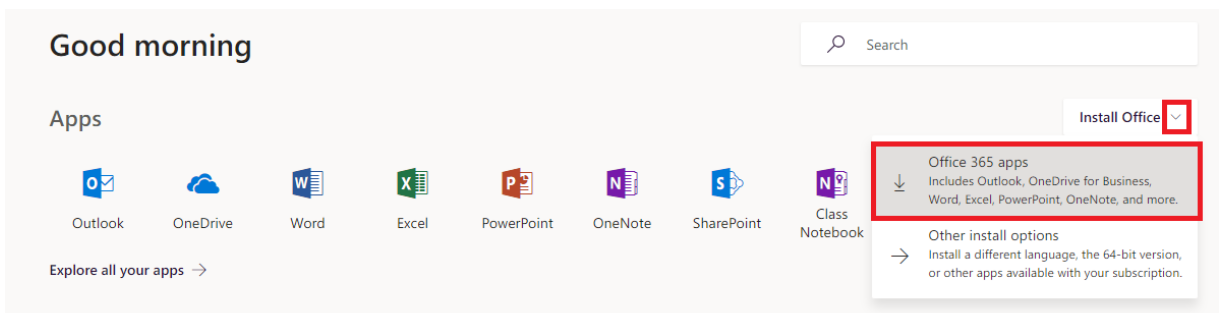 Good morning
Search
Apps
Install Office
Office 365 apps
Includes Outlook, OneDrive for Business,
Word, Excel, PowerPoint, OneNote, and more.
Outlook
OneDrive
Word
Excel
PowerPoint
OneNote
SharePoint
Class
Notebook
Other install options
Install a different language, the 64-bit version,
or other apps available with your subscription.
Explore all your apps